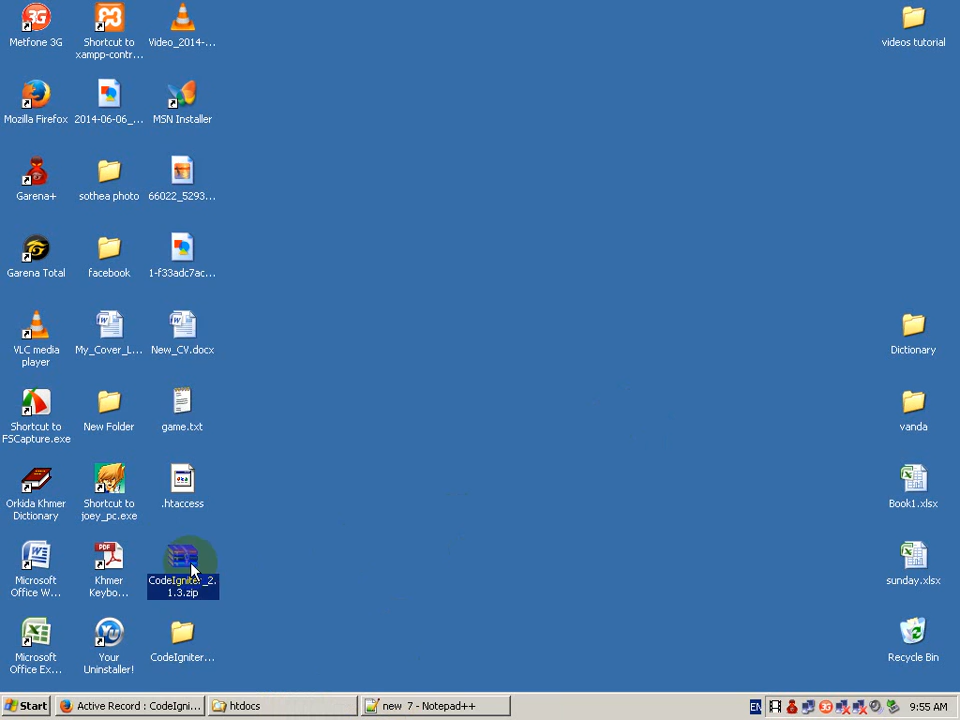 Metfone 3G
Shortcut to
xampp-contr...
Video_2014-...
videos tutorial
Mozilla Firefox
2014-06-06_...
MSN Installer
Garena+
sothea photo
66022_5293...
Garena Total
facebook
1-f33adc7ac...
VLC media
player
My_Cover_L...
New_CV.docx
Dictionary
Shortcut to
FSCapture.exe
New Folder
game.txt
vanda
Orkida Khmer
Dictionary
Shortcut to
joey_pc.exe
.htaccess
Book1.xlsx
Microsoft
Office W...
Khmer
Keybo...
CodeIgniter_2.
1.3.zip
sunday.xlsx
Microsoft
Office Ex...
Your
Uninstaller!
CodeIgniter...
Recycle Bin
Start
Active Record : CodeIgni...
htdocs
new 7 - Notepad++
EN
9:55 AM